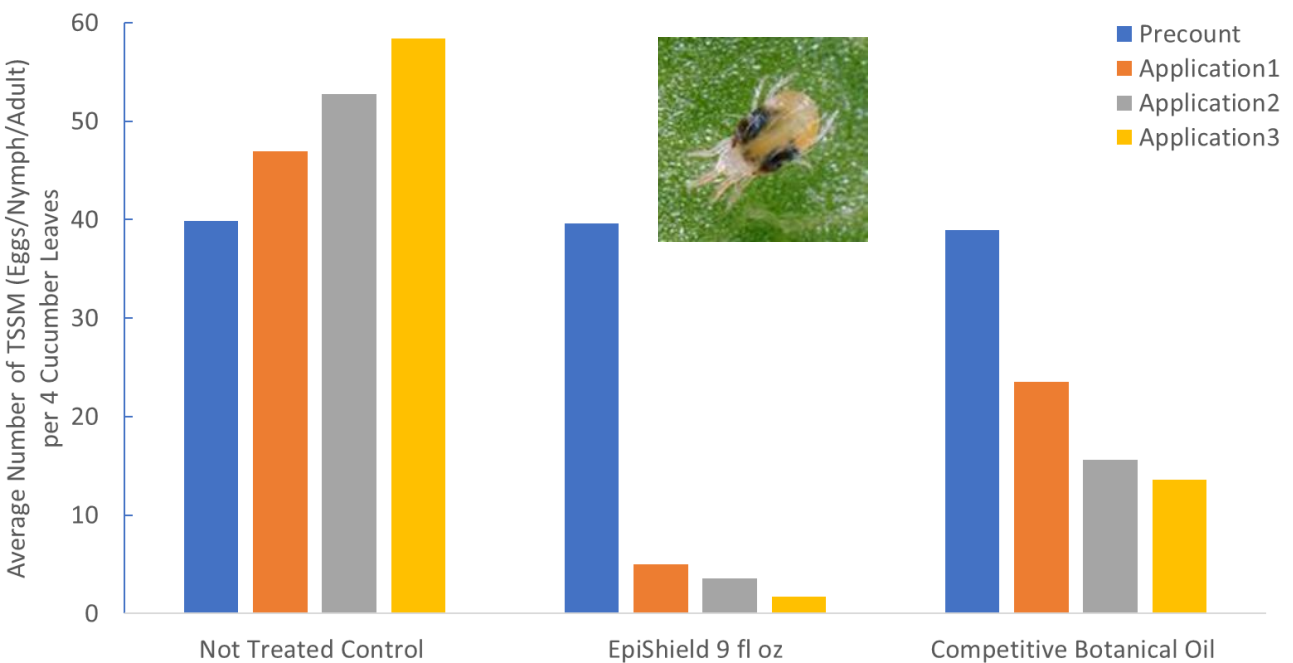 Average Number of TSSM (Eggs/Nymph/Adult)
per 4 Cucumber Leaves
60
50
40
30
20
10
0
Precount
Application1
Application2
Application3
Not Treated Control
EpiShield 9 fl oz
Competitive Botanical Oil